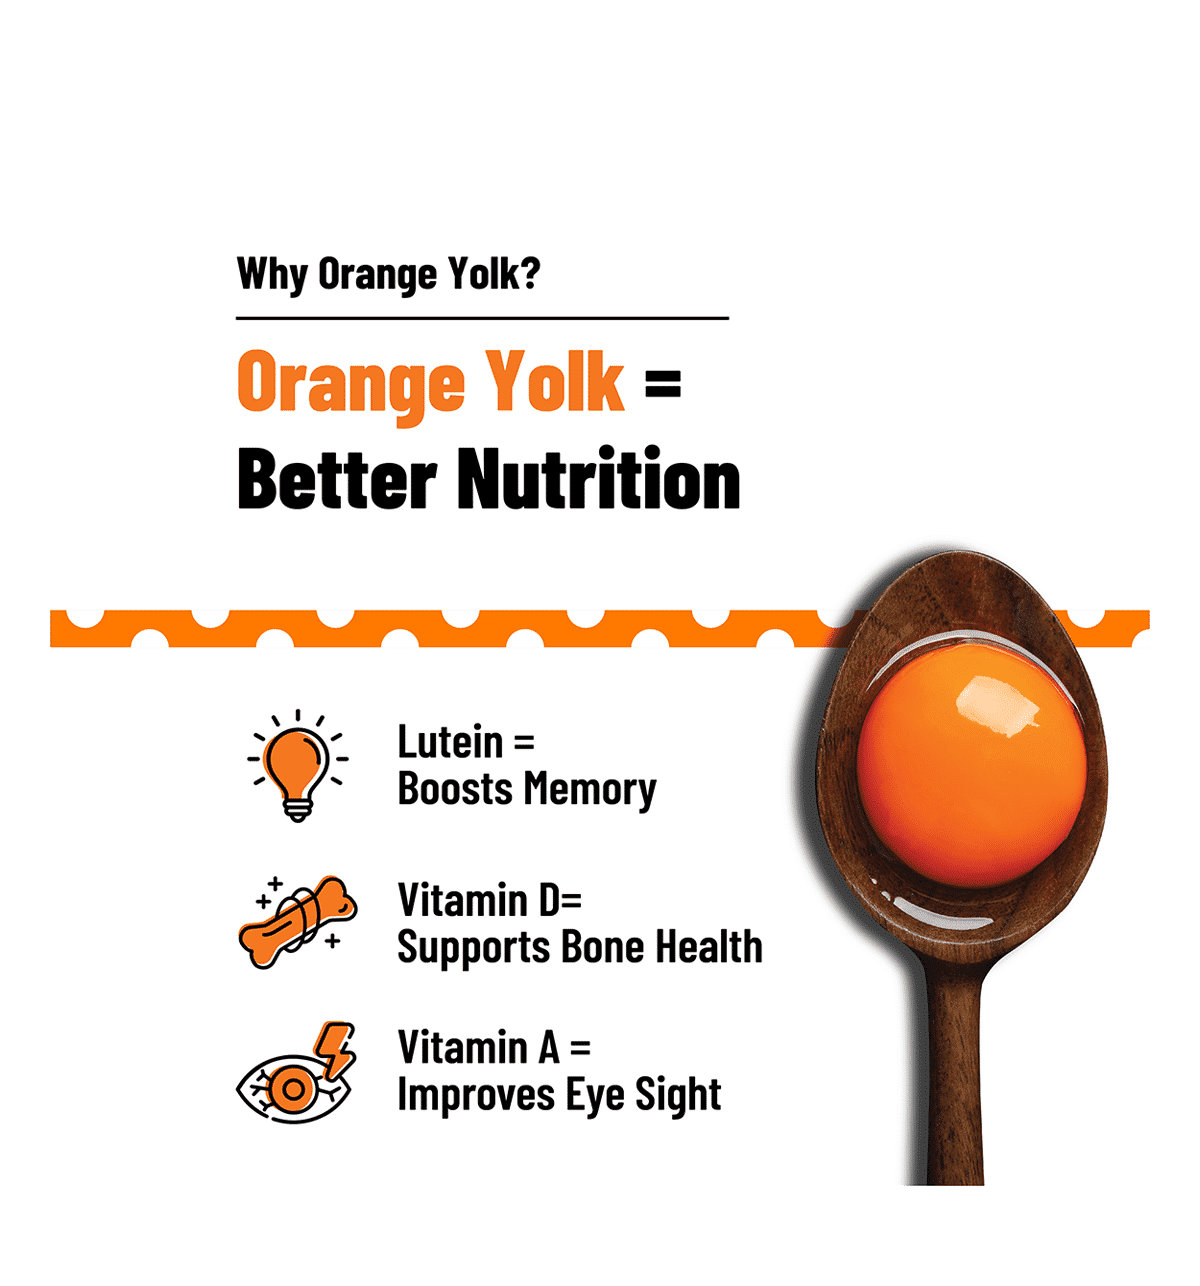 Why Orange Yolk?
Orange Yolk =
Better Nutrition
Lutein =
Boosts Memory
Vitamin D=
Supports Bone Health
Vitamin A =
Improves Eye Sight